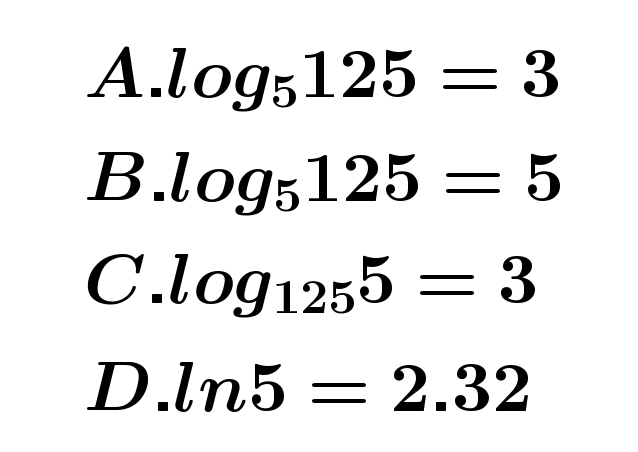 A.log₅125 = 3
B.log₅125 = 5
C.log₁₂₅5 = 3
D.ln5 = 2.32